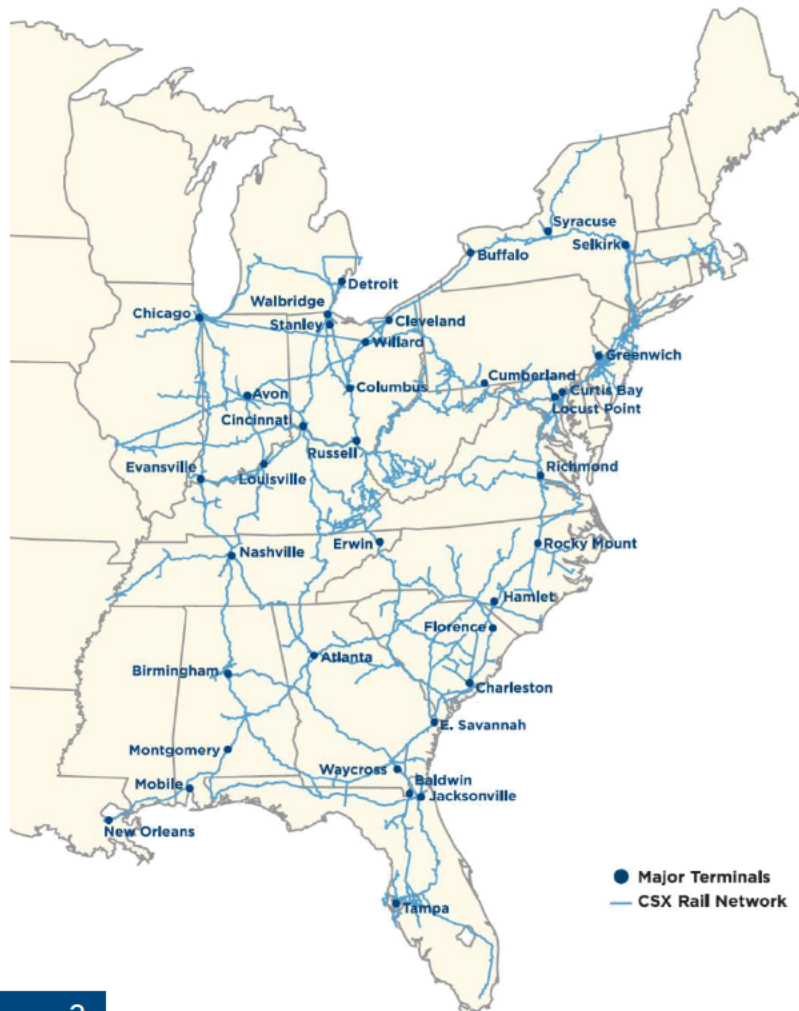 Syracuse
Selkirk
Buffalo
Detroit
Walbridge
Chicago
Stanley
Cleveland
Willard
Greenwich
Cumberland
Columbus
Curtis Bay
Avon
Locust Point
Cincinnati
Russell
Evansville
Louisville
Richmond
Erwin
Rocky Mount
Nashville
Hamlet
Florence
Atlanta
Birmingham
Charleston
E. Savannah
Montgomery
Waycross
Baldwin
Mobile
Jacksonville
New Orleans
Major Terminals
CSX Rail Network
Tampa